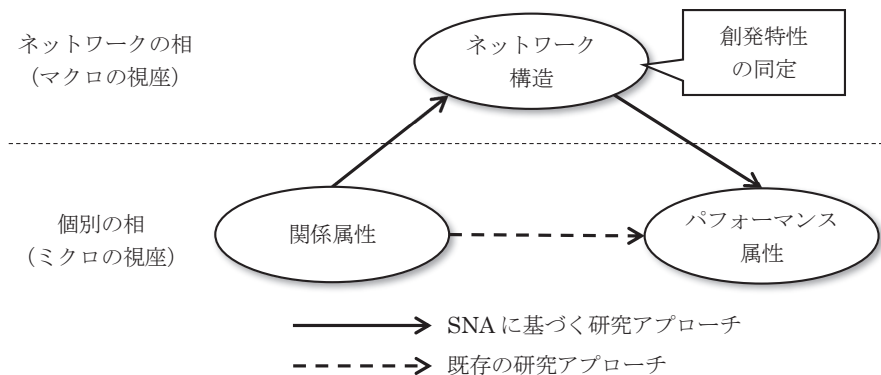 ネットワークの相
（マクロの視座）
ネットワーク
構造
創発特性
の同定
個別の相
（ミクロの視座）
関係属性
パフォーマンス
属性
SNA に基づく研究アプローチ
既存の研究アプローチ